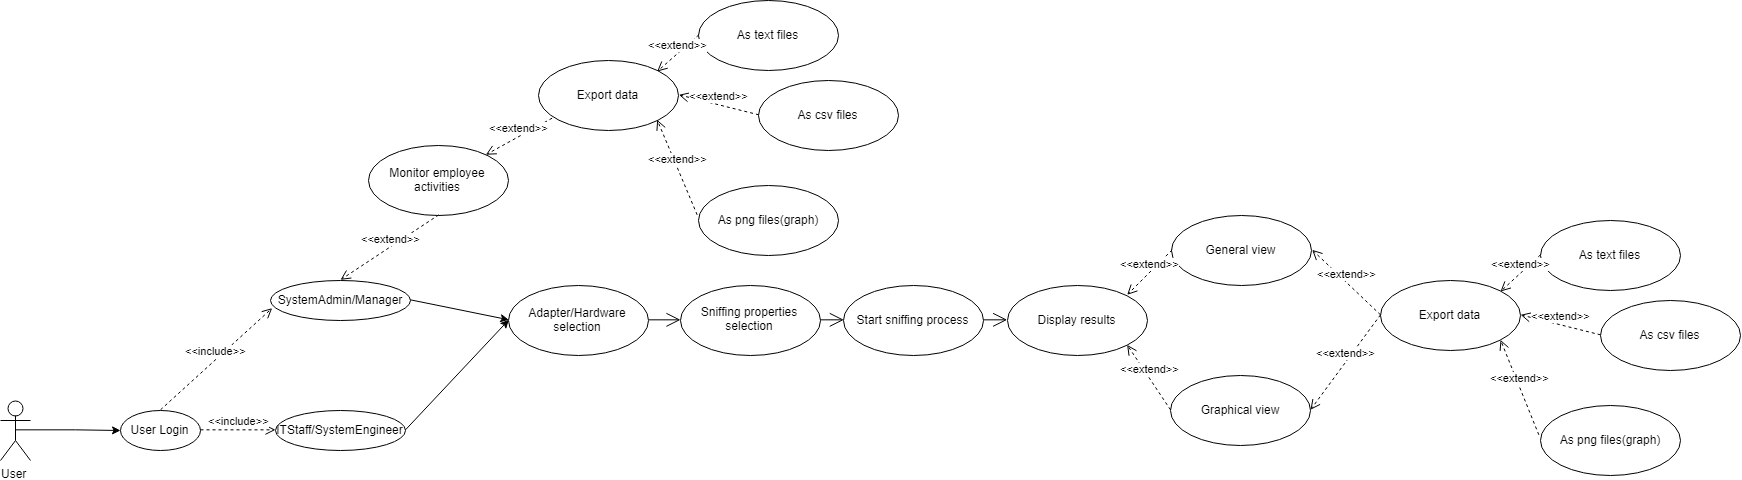 As text files
<<extend>>
Export data
<<extend>>
As csv files
<<extend>>
<<extend>>
Monitor employee
activities
As png files(graph)
<<extend>>
General view
As text files
<<extend>>
<<extend>>
<<extend>>
SystemAdmin/Manager
Adapter/Hardware
selection
Sniffing properties
selection
Start sniffing process
Display results
Export data
<<extend>>
As csv files
<<include>>
<<extend>>
<<extend>>
<<extend>>
Graphical view
<<include>>
User Login
ITStaff/SystemEngineer
As png files(graph)
User